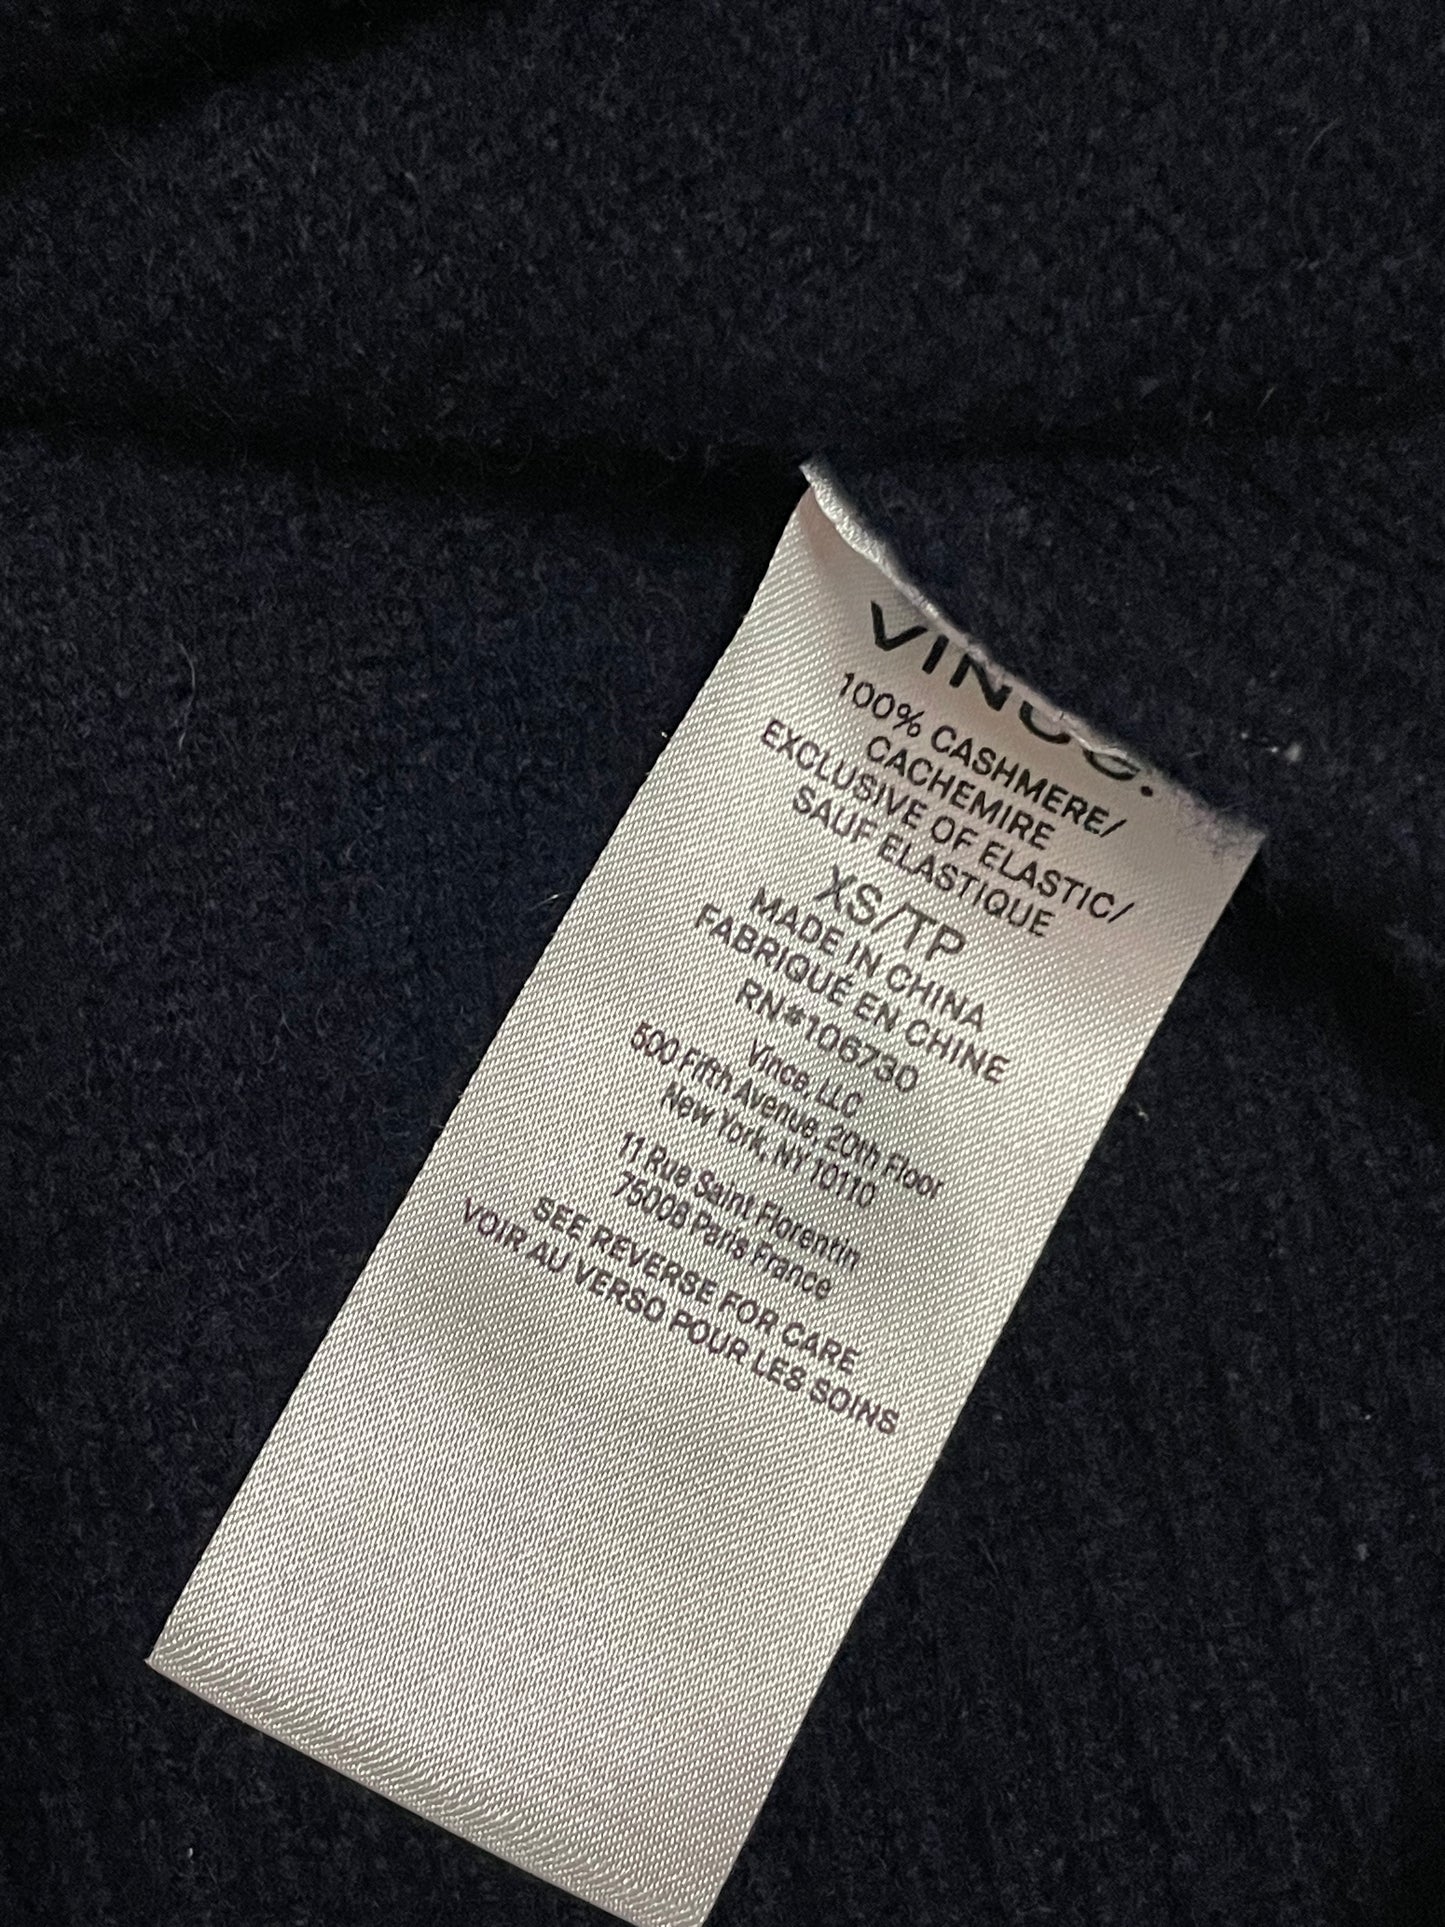 VINCE.
100% CASHMERE/
CACHEMIRE
EXCLUSIVE OF ELASTIC/
SAUF ELASTIQUE
XS/TP
MADE IN CHINA
FABRIQUÉ EN CHINE
RN#106730
Vince, LLC
500 Fifth Avenue, 20th Floor
New York, NY 10110
11 Rue Saint Florentin
75008 Paris France
SEE REVERSE FOR CARE
VOIR AU VERSO POUR LES SOINS